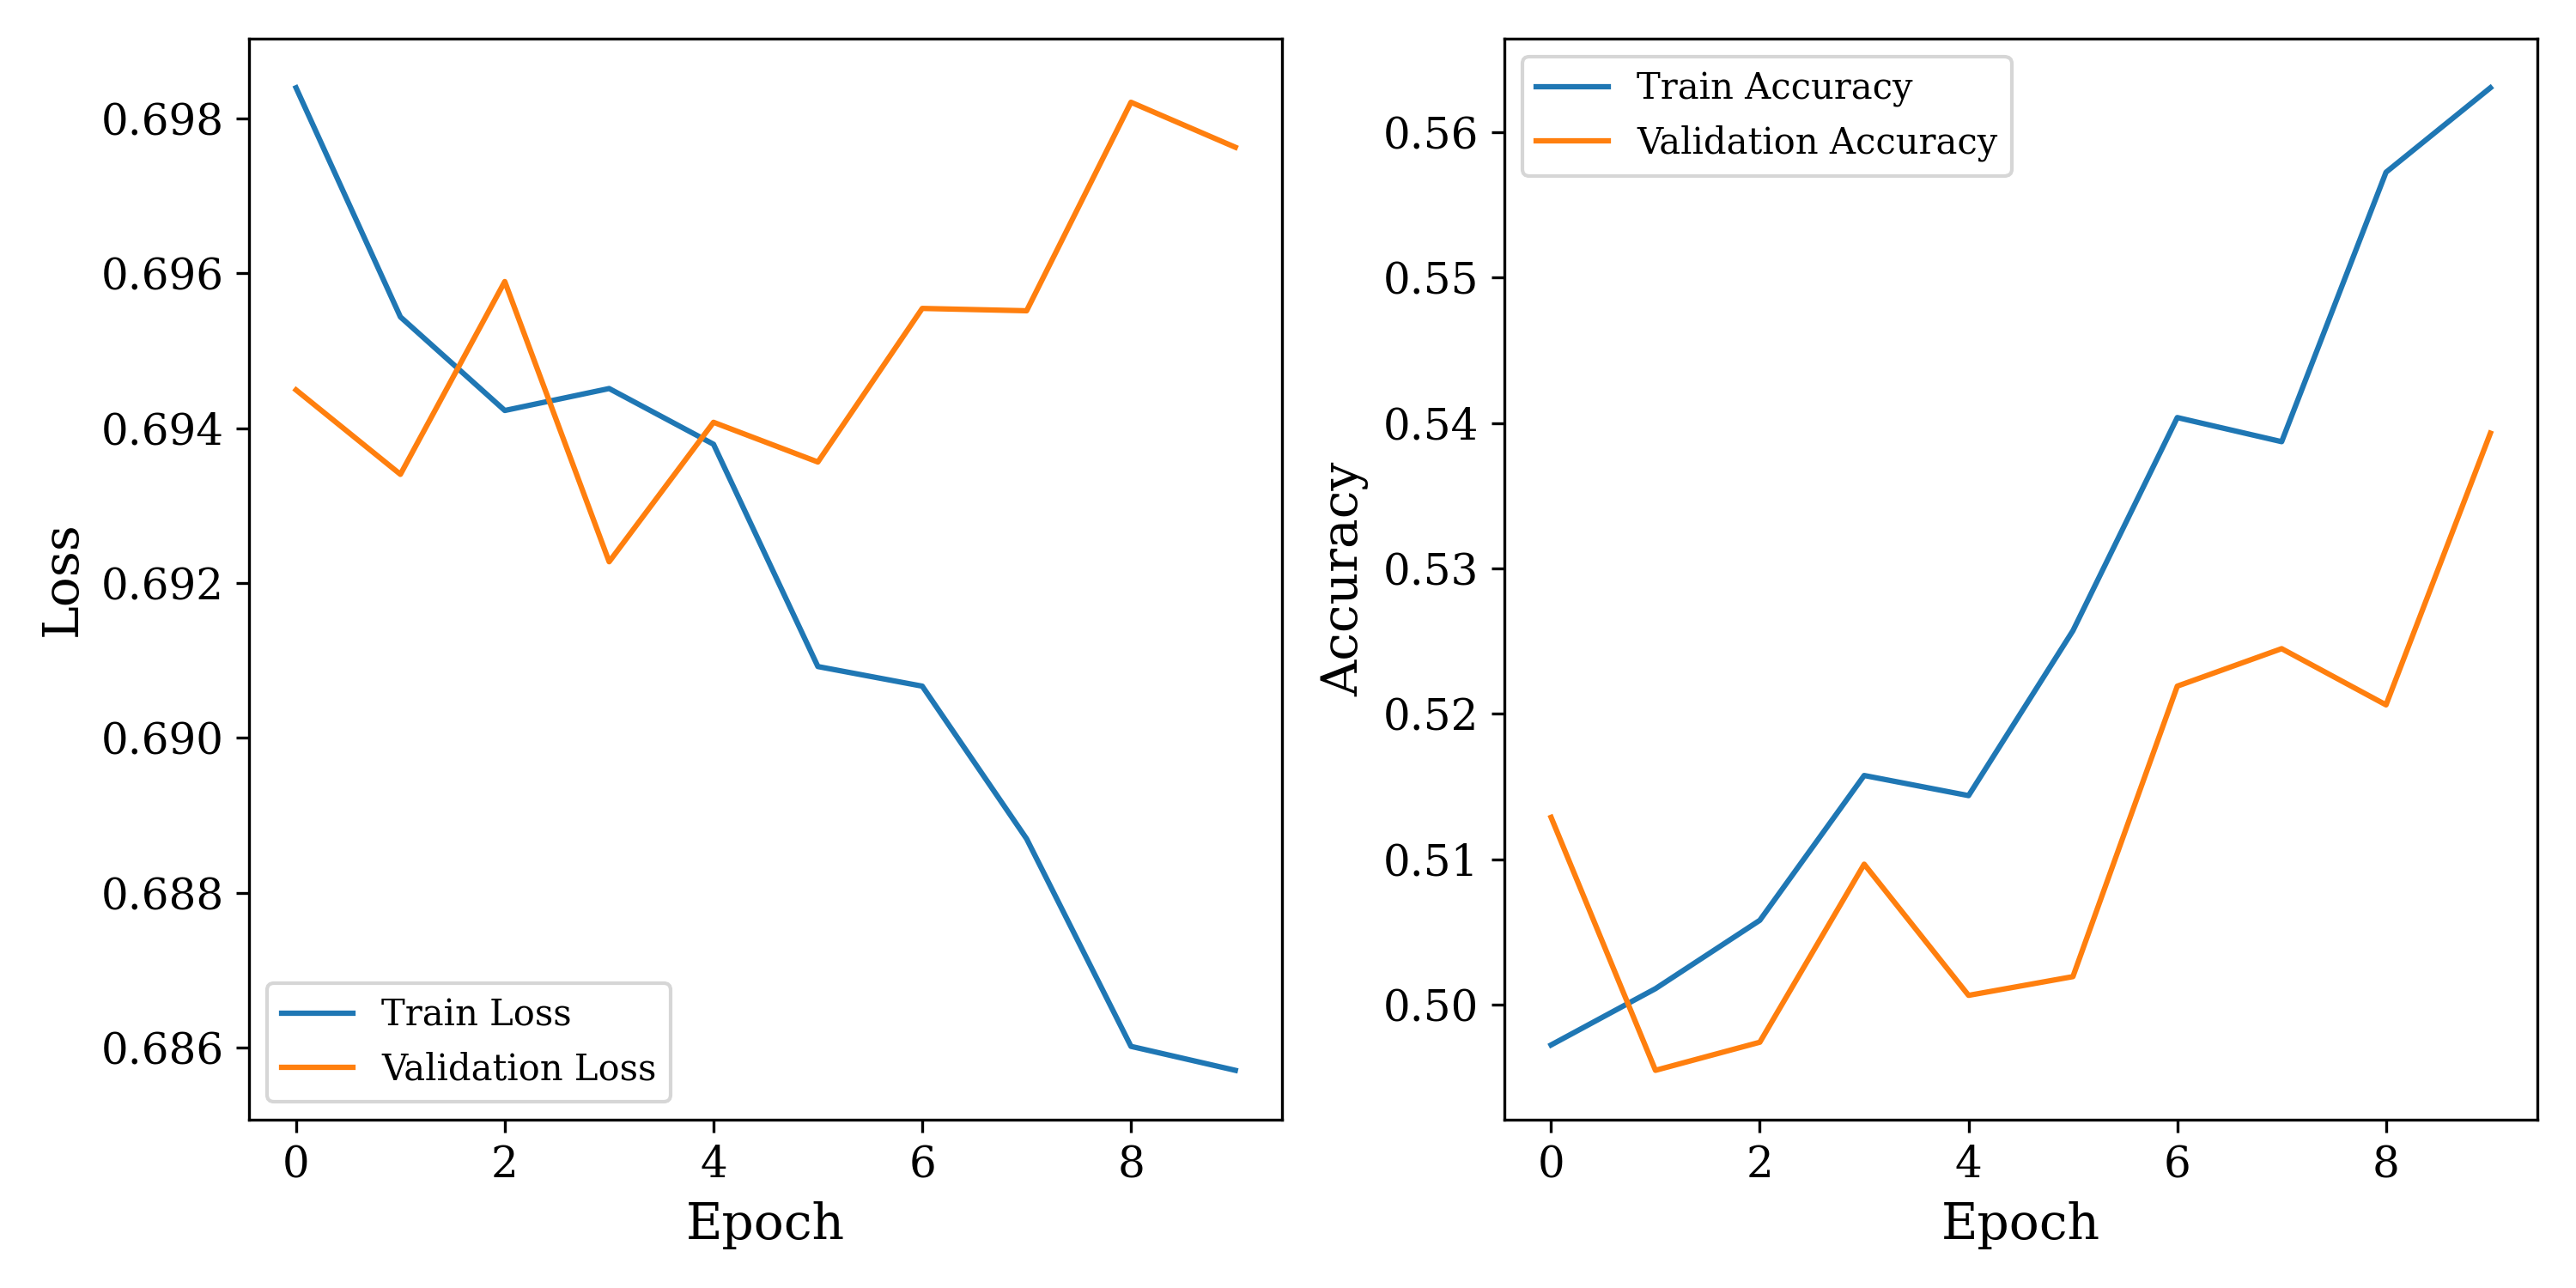 0.698
0.696
0.694
0.692
0.690
0.688
0.686
Loss
Train Loss
Validation Loss
0 2 4 6 8
Epoch
Train Accuracy
Validation Accuracy
0.56
0.55
0.54
0.53
0.52
0.51
0.50
Accuracy
0 2 4 6 8
Epoch